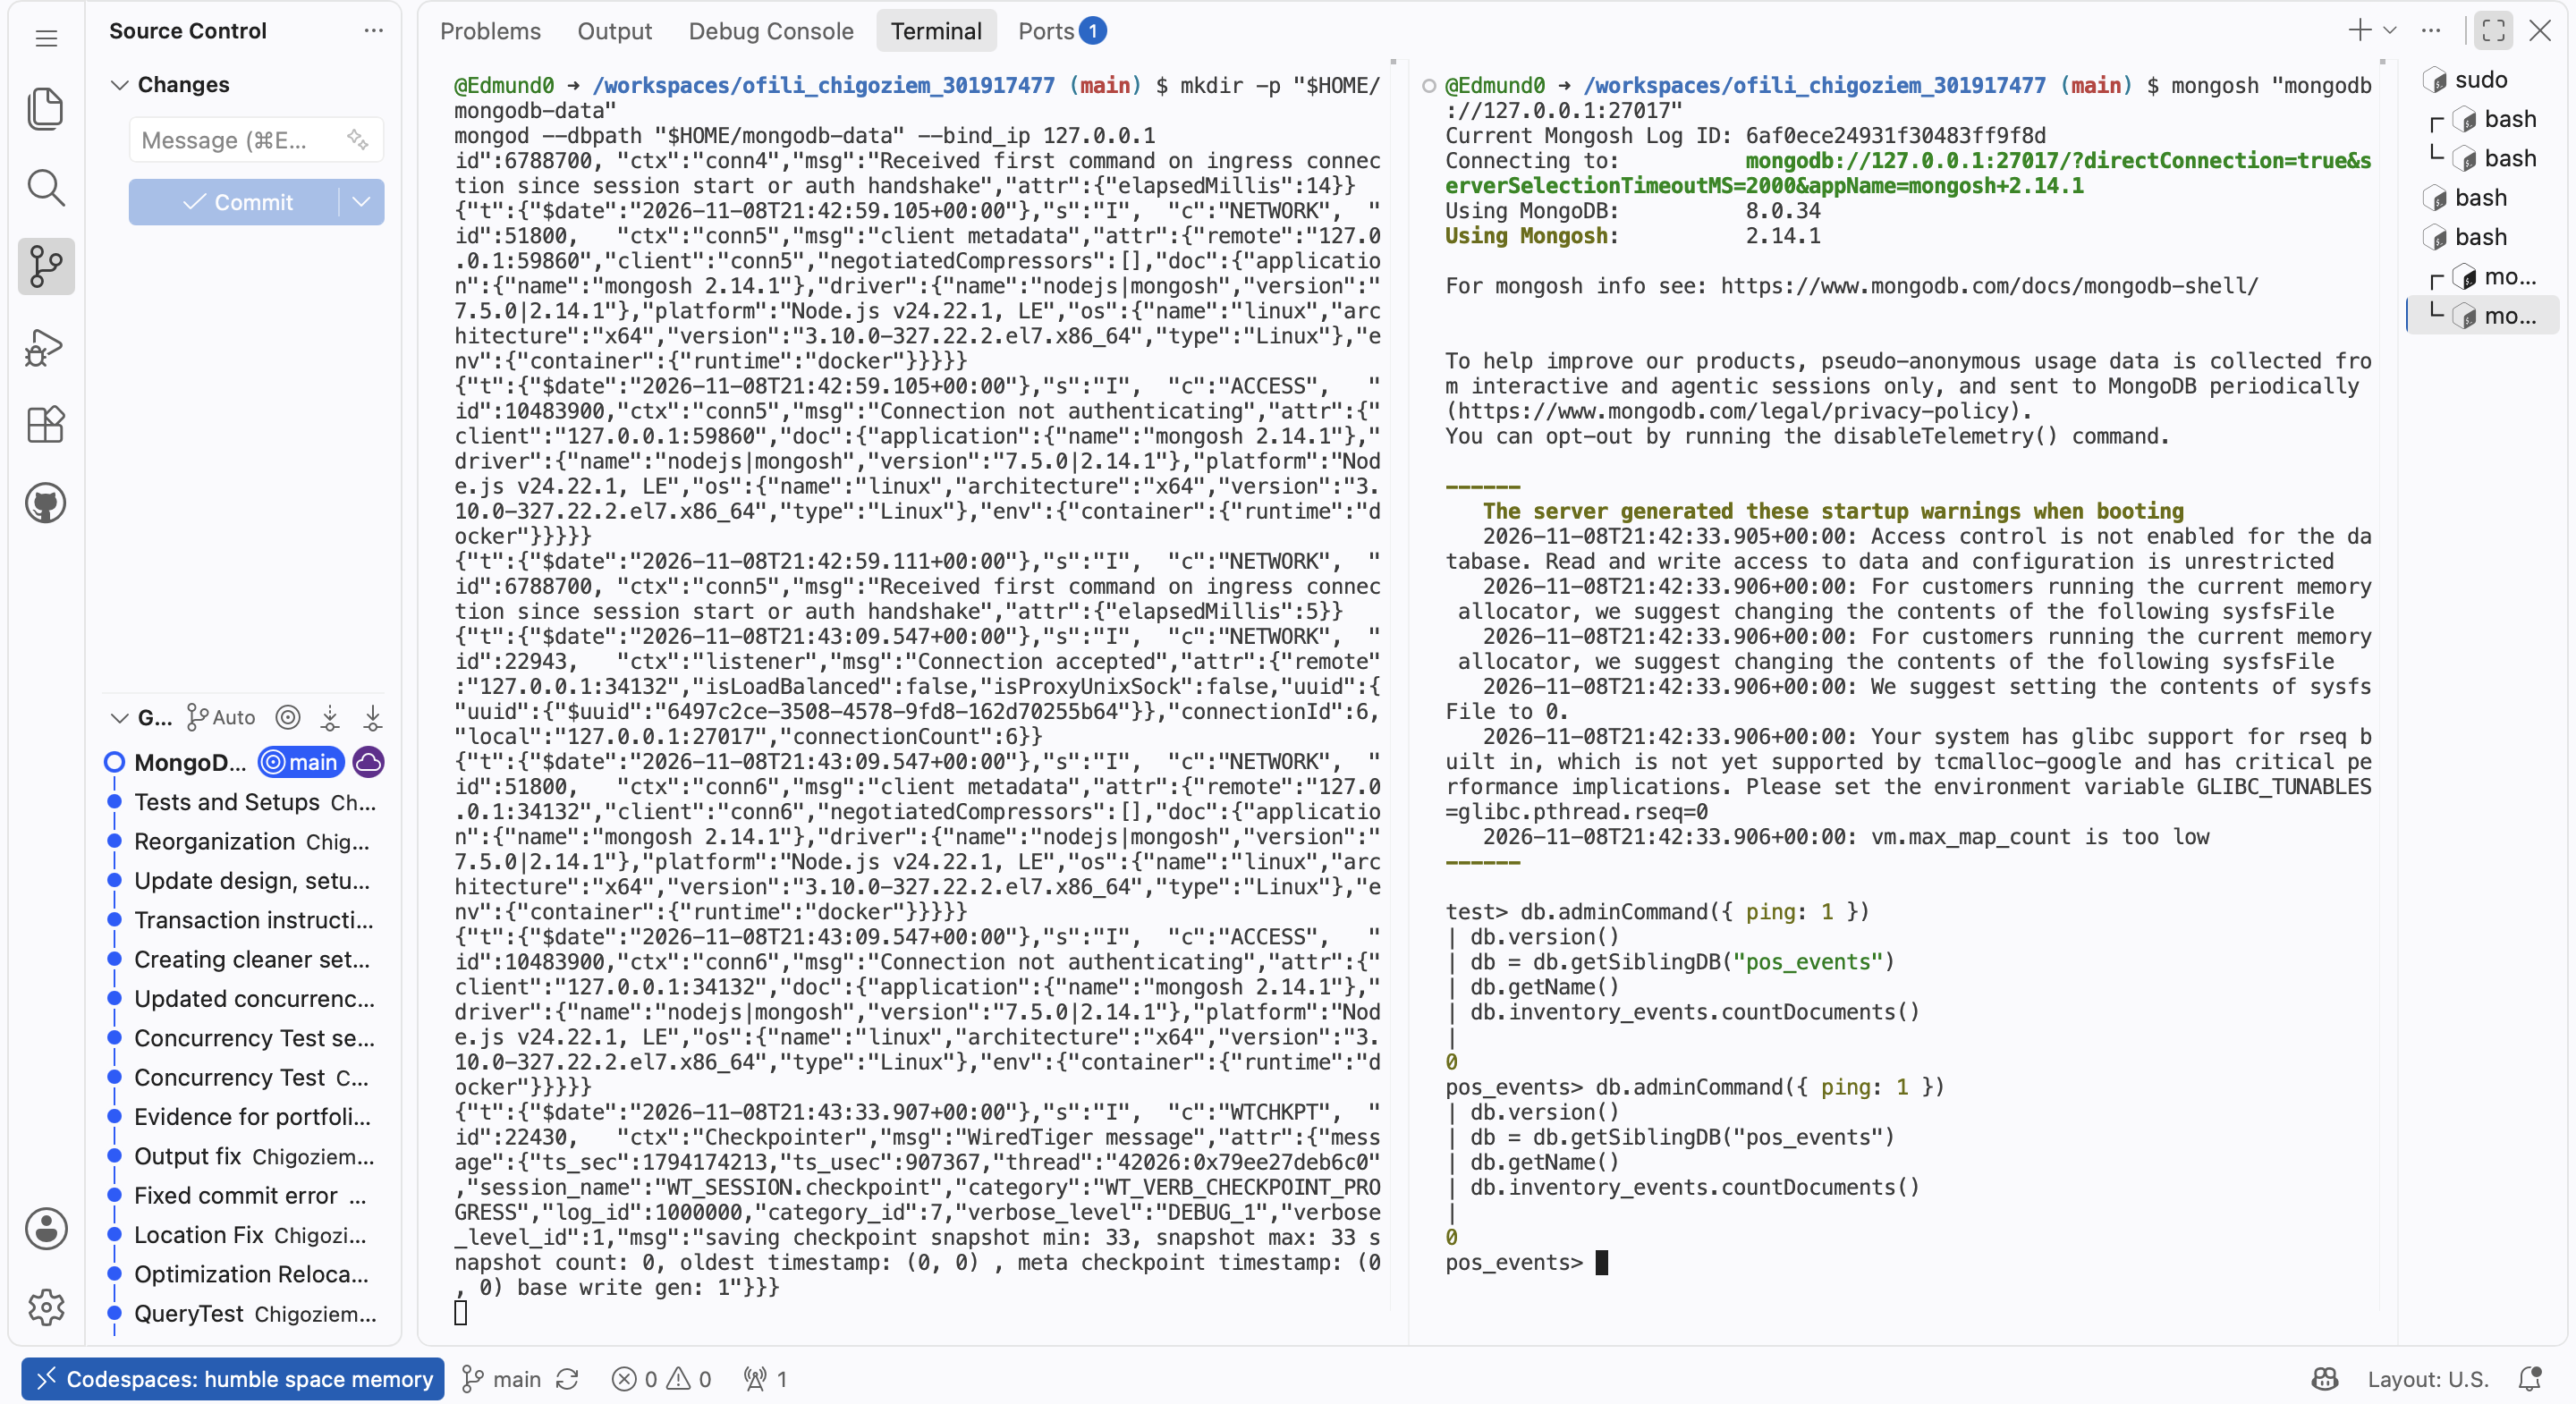 Source Control
Changes
Message (⌘E...
Commit
G...
Auto
MongoD...
main
Tests and Setups Ch...
Reorganization Chig...
Update design, setu...
Transaction instructi...
Creating cleaner set...
Updated concurrenc...
Concurrency Test se...
Concurrency Test C...
Evidence for portfoli...
Output fix Chigoziem...
Fixed commit error ...
Location Fix Chigozi...
Optimization Reloca...
QueryTest Chigoziem...
Problems
Output
Debug Console
Terminal
Ports 1
@Edmund0 ➜ /workspaces/ofili_chigoziem_301917477 (main) $ mkdir -p "$HOME/
mongodb-data"
mongod --dbpath "$HOME/mongodb-data" --bind_ip 127.0.0.1
id":6788700, "ctx":"conn4","msg":"Received first command on ingress connec
tion since session start or auth handshake","attr":{"elapsedMillis":14}}
{"t":{"$date":"2026-11-08T21:42:59.105+00:00"},"s":"I",  "c":"NETWORK",  "
id":51800,   "ctx":"conn5","msg":"client metadata","attr":{"remote":"127.0
.0.1:59860","client":"conn5","negotiatedCompressors":[],"doc":{"applicatio
n":{"name":"mongosh 2.14.1"},"driver":{"name":"nodejs|mongosh","version":"
7.5.0|2.14.1"},"platform":"Node.js v24.22.1, LE","os":{"name":"linux","arc
hitecture":"x64","version":"3.10.0-327.22.2.el7.x86_64","type":"Linux"},"e
nv":{"container":{"runtime":"docker"}}}}}
{"t":{"$date":"2026-11-08T21:42:59.105+00:00"},"s":"I",  "c":"ACCESS",   "
id":10483900,"ctx":"conn5","msg":"Connection not authenticating","attr":{"
client":"127.0.0.1:59860","doc":{"application":{"name":"mongosh 2.14.1"},"
driver":{"name":"nodejs|mongosh","version":"7.5.0|2.14.1"},"platform":"Nod
e.js v24.22.1, LE","os":{"name":"linux","architecture":"x64","version":"3.
10.0-327.22.2.el7.x86_64","type":"Linux"},"env":{"container":{"runtime":"d
ocker"}}}}}
{"t":{"$date":"2026-11-08T21:42:59.111+00:00"},"s":"I",  "c":"NETWORK",  "
id":6788700, "ctx":"conn5","msg":"Received first command on ingress connec
tion since session start or auth handshake","attr":{"elapsedMillis":5}}
{"t":{"$date":"2026-11-08T21:43:09.547+00:00"},"s":"I",  "c":"NETWORK",  "
id":22943,   "ctx":"listener","msg":"Connection accepted","attr":{"remote"
:"127.0.0.1:34132","isLoadBalanced":false,"isProxyUnixSock":false,"uuid":{
"uuid":{"$uuid":"6497c2ce-3508-4578-9fd8-162d70255b64"}},"connectionId":6,
"local":"127.0.0.1:27017","connectionCount":6}}
{"t":{"$date":"2026-11-08T21:43:09.547+00:00"},"s":"I",  "c":"NETWORK",  "
id":51800,   "ctx":"conn6","msg":"client metadata","attr":{"remote":"127.0
.0.1:34132","client":"conn6","negotiatedCompressors":[],"doc":{"applicatio
n":{"name":"mongosh 2.14.1"},"driver":{"name":"nodejs|mongosh","version":"
7.5.0|2.14.1"},"platform":"Node.js v24.22.1, LE","os":{"name":"linux","arc
hitecture":"x64","version":"3.10.0-327.22.2.el7.x86_64","type":"Linux"},"e
nv":{"container":{"runtime":"docker"}}}}}
{"t":{"$date":"2026-11-08T21:43:09.547+00:00"},"s":"I",  "c":"ACCESS",   "
id":10483900,"ctx":"conn6","msg":"Connection not authenticating","attr":{"
client":"127.0.0.1:34132","doc":{"application":{"name":"mongosh 2.14.1"},"
driver":{"name":"nodejs|mongosh","version":"7.5.0|2.14.1"},"platform":"Nod
e.js v24.22.1, LE","os":{"name":"linux","architecture":"x64","version":"3.
10.0-327.22.2.el7.x86_64","type":"Linux"},"env":{"container":{"runtime":"d
ocker"}}}}}
{"t":{"$date":"2026-11-08T21:43:33.907+00:00"},"s":"I",  "c":"WTCHKPT",  "
id":22430,   "ctx":"Checkpointer","msg":"WiredTiger message","attr":{"mess
age":{"ts_sec":1794174213,"ts_usec":907367,"thread":"42026:0x79ee27deb6c0"
,"session_name":"WT_SESSION.checkpoint","category":"WT_VERB_CHECKPOINT_PRO
GRESS","log_id":1000000,"category_id":7,"verbose_level":"DEBUG_1","verbose
_level_id":1,"msg":"saving checkpoint snapshot min: 33, snapshot max: 33 s
napshot count: 0, oldest timestamp: (0, 0) , meta checkpoint timestamp: (0
, 0) base write gen: 1"}}}
@Edmund0 ➜ /workspaces/ofili_chigoziem_301917477 (main) $ mongosh "mongodb
://127.0.0.1:27017"
Current Mongosh Log ID: 6af0ece24931f30483ff9f8d
Connecting to:          mongodb://127.0.0.1:27017/?directConnection=true&s
erverSelectionTimeoutMS=2000&appName=mongosh+2.14.1
Using MongoDB:          8.0.34
Using Mongosh:          2.14.1
For mongosh info see: https://www.mongodb.com/docs/mongodb-shell/
To help improve our products, pseudo-anonymous usage data is collected fro
m interactive and agentic sessions only, and sent to MongoDB periodically
(https://www.mongodb.com/legal/privacy-policy).
You can opt-out by running the disableTelemetry() command.
------
The server generated these startup warnings when booting
2026-11-08T21:42:33.905+00:00: Access control is not enabled for the da
tabase. Read and write access to data and configuration is unrestricted
2026-11-08T21:42:33.906+00:00: For customers running the current memory
allocator, we suggest changing the contents of the following sysfsFile
2026-11-08T21:42:33.906+00:00: For customers running the current memory
allocator, we suggest changing the contents of the following sysfsFile
2026-11-08T21:42:33.906+00:00: We suggest setting the contents of sysfs
File to 0.
2026-11-08T21:42:33.906+00:00: Your system has glibc support for rseq b
uilt in, which is not yet supported by tcmalloc-google and has critical pe
rformance implications. Please set the environment variable GLIBC_TUNABLES
=glibc.pthread.rseq=0
2026-11-08T21:42:33.906+00:00: vm.max_map_count is too low
------
test> db.adminCommand({ ping: 1 })
| db.version()
| db = db.getSiblingDB("pos_events")
| db.getName()
| db.inventory_events.countDocuments()
|
0
pos_events> db.adminCommand({ ping: 1 })
| db.version()
| db = db.getSiblingDB("pos_events")
| db.getName()
| db.inventory_events.countDocuments()
|
0
pos_events>
sudo
bash
bash
bash
bash
mo...
mo...
Codespaces: humble space memory
main
0
0
1
Layout: U.S.